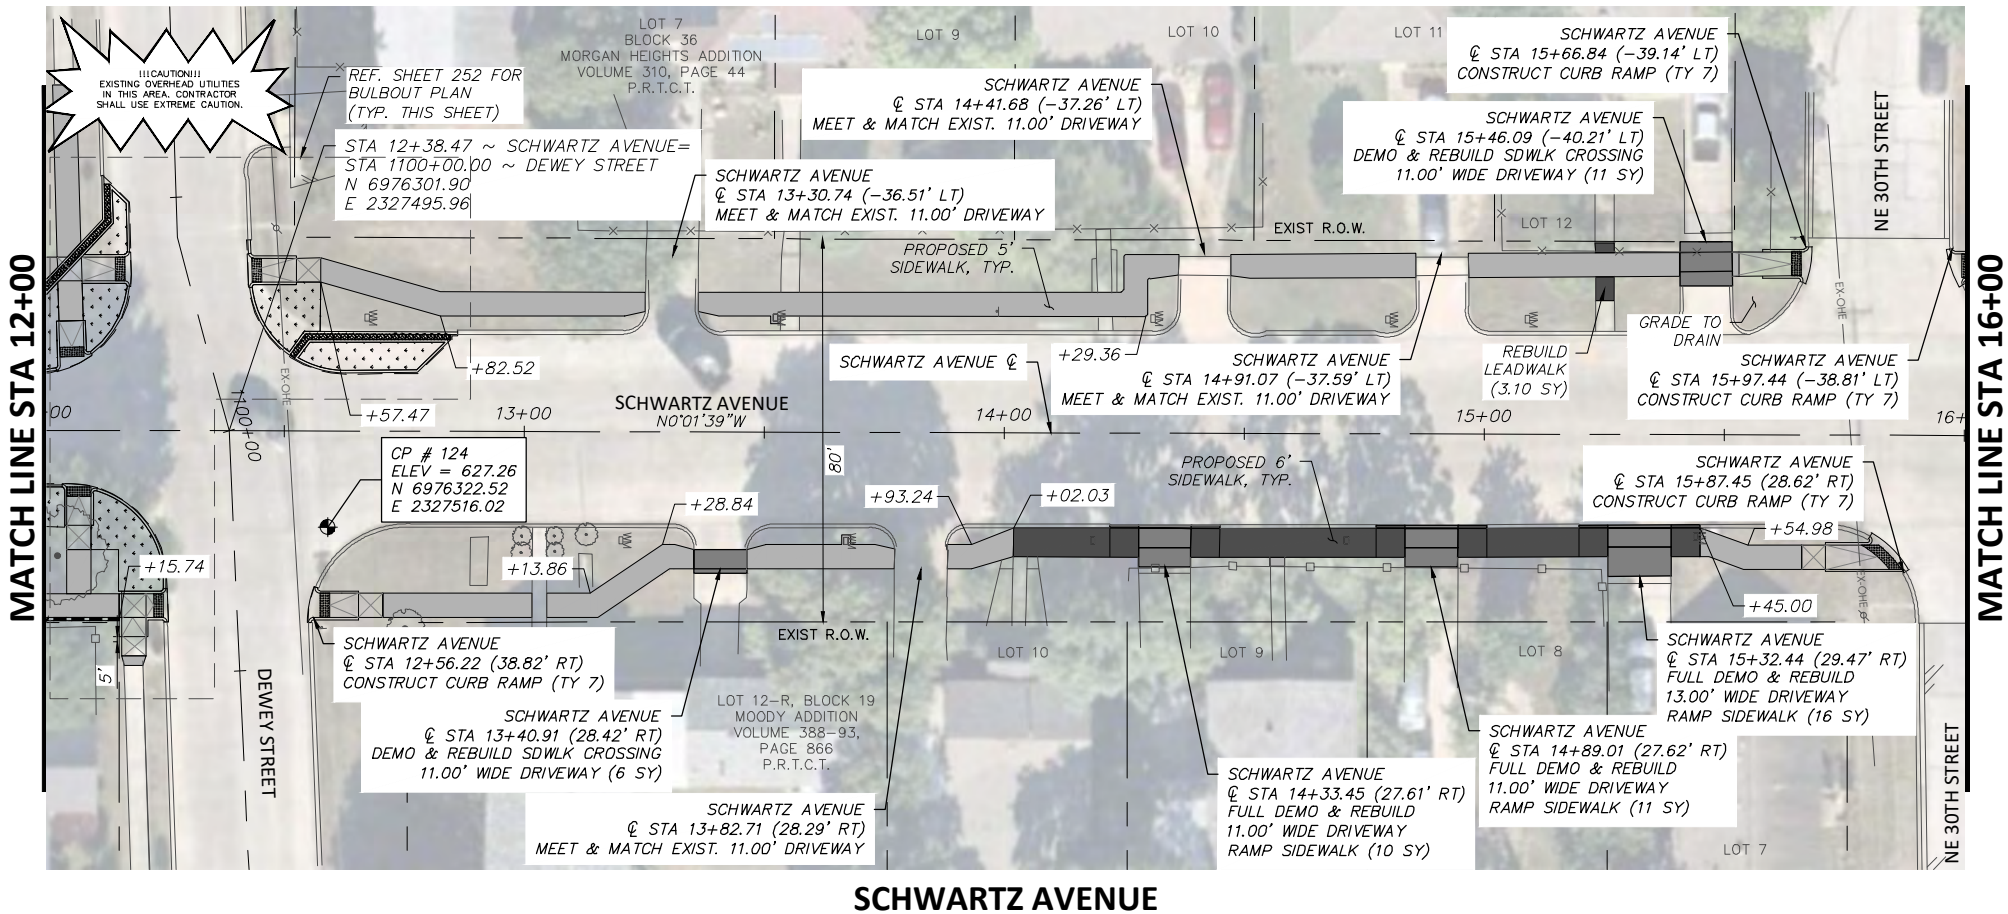 !!!CAUTION!!!
EXISTING OVERHEAD UTILITIES
IN THIS AREA. CONTRACTOR
SHALL USE EXTREME CAUTION.
REF. SHEET 252 FOR
BULBOUT PLAN
(TYP. THIS SHEET)
STA 12+38.47 ~ SCHWARTZ AVENUE=
STA 1100+00.00 ~ DEWEY STREET
N 6976301.90
E 2327495.96
LOT 7
BLOCK 36
MORGAN HEIGHTS ADDITION
VOLUME 310, PAGE 44
P.R.T.C.T.
LOT 9
LOT 10
LOT 11
LOT 12
SCHWARTZ AVENUE
℄ STA 14+41.68 (-37.26' LT)
MEET & MATCH EXIST. 11.00' DRIVEWAY
SCHWARTZ AVENUE
℄ STA 13+30.74 (-36.51' LT)
MEET & MATCH EXIST. 11.00' DRIVEWAY
SCHWARTZ AVENUE
℄ STA 15+66.84 (-39.14' LT)
CONSTRUCT CURB RAMP (TY 7)
SCHWARTZ AVENUE
℄ STA 15+46.09 (-40.21' LT)
DEMO & REBUILD SDWLK CROSSING
11.00' WIDE DRIVEWAY (11 SY)
NE 30TH STREET
EXIST R.O.W.
PROPOSED 5'
SIDEWALK, TYP.
WM
WM
WM
WM
WM
EX-OHE
EX-OHE
GRADE TO
DRAIN
REBUILD
LEADWALK
(3.10 SY)
+82.52
+57.47
+29.36
SCHWARTZ AVENUE ℄
SCHWARTZ AVENUE
℄ STA 14+91.07 (-37.59' LT)
MEET & MATCH EXIST. 11.00' DRIVEWAY
SCHWARTZ AVENUE
℄ STA 15+97.44 (-38.81' LT)
CONSTRUCT CURB RAMP (TY 7)
MATCH LINE STA 12+00
MATCH LINE STA 16+00
+00
1100+00
13+00
14+00
15+00
16+
SCHWARTZ AVENUE
N0°01'39"W
80'
CP # 124
ELEV = 627.26
N 6976322.52
E 2327516.02
PROPOSED 6'
SIDEWALK, TYP.
SCHWARTZ AVENUE
℄ STA 15+87.45 (28.62' RT)
CONSTRUCT CURB RAMP (TY 7)
+28.84
+93.24
+02.03
+54.98
+15.74
+13.86
+45.00
WM
WM
EX-OHE
5'
EXIST R.O.W.
SCHWARTZ AVENUE
℄ STA 12+56.22 (38.82' RT)
CONSTRUCT CURB RAMP (TY 7)
SCHWARTZ AVENUE
℄ STA 13+40.91 (28.42' RT)
DEMO & REBUILD SDWLK CROSSING
11.00' WIDE DRIVEWAY (6 SY)
LOT 12-R, BLOCK 19
MOODY ADDITION
VOLUME 388-93,
PAGE 866
P.R.T.C.T.
LOT 10
LOT 9
LOT 8
LOT 7
SCHWARTZ AVENUE
℄ STA 15+32.44 (29.47' RT)
FULL DEMO & REBUILD
13.00' WIDE DRIVEWAY
RAMP SIDEWALK (16 SY)
SCHWARTZ AVENUE
℄ STA 14+89.01 (27.62' RT)
FULL DEMO & REBUILD
11.00' WIDE DRIVEWAY
RAMP SIDEWALK (11 SY)
SCHWARTZ AVENUE
℄ STA 14+33.45 (27.61' RT)
FULL DEMO & REBUILD
11.00' WIDE DRIVEWAY
RAMP SIDEWALK (10 SY)
SCHWARTZ AVENUE
℄ STA 13+82.71 (28.29' RT)
MEET & MATCH EXIST. 11.00' DRIVEWAY
DEWEY STREET
NE 30TH STREET
SCHWARTZ AVENUE